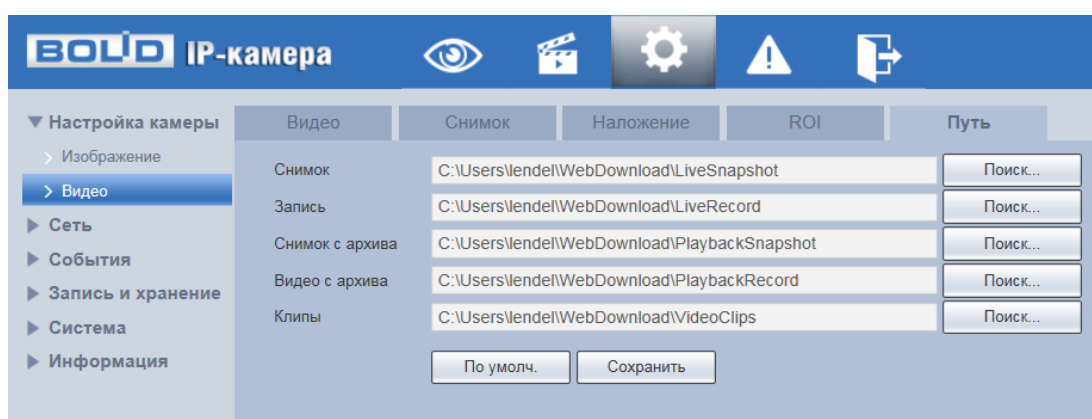 BOLID IP-камера
Настройка камеры
Изображение
Видео
Сеть
События
Запись и хранение
Система
Информация
Видео Снимок Наложение ROI Путь
Снимок C:\Users\lendel\WebDownload\LiveSnapshot Поиск...
Запись C:\Users\lendel\WebDownload\LiveRecord Поиск...
Снимок с архива C:\Users\lendel\WebDownload\PlaybackSnapshot Поиск...
Видео с архива C:\Users\lendel\WebDownload\PlaybackRecord Поиск...
Клипы C:\Users\lendel\WebDownload\VideoClips Поиск...
По умолч. Сохранить